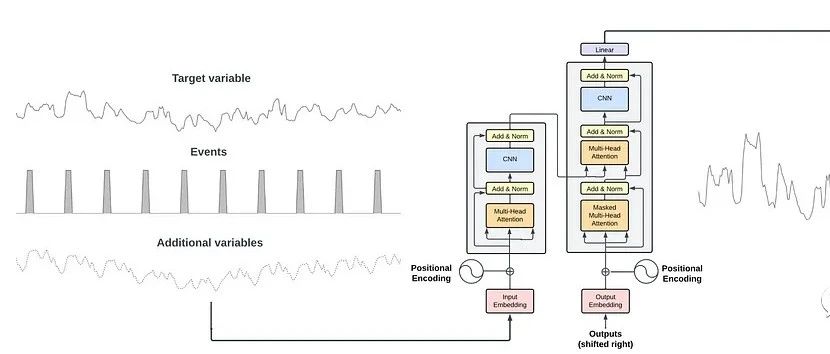 Target variable
Events
Additional variables
Add & Norm
CNN
Add & Norm
Multi-Head
Attention
Positional
Encoding
Input
Embedding
Linear
Add & Norm
CNN
Add & Norm
Multi-Head
Attention
Add & Norm
Masked
Multi-Head
Attention
Positional
Encoding
Output
Embedding
Outputs
(shifted right)